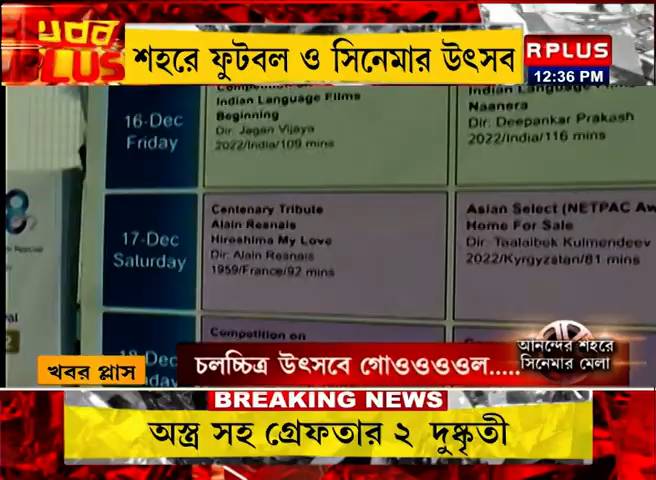 খবর
PLUS
শহরে ফুটবল ও সিনেমার উৎসব
RPLUS
12:36 PM
16-Dec
Friday
Indian Language Films
Beginning
Dir: Jagan Vijaya
2022/India/109 mins
Indian Language
Naanera
Dir: Deepankar Prakash
2022/India/116 mins
17-Dec
Saturday
Centenary Tribute
Alain Resnais
Hiroshima My Love
Dir: Alain Resnais
1959/France/92 mins
Asian Select (NETPAC Aw
Home For Sale
Dir: Taalaibek Kulmendeev
2022/Kyrgyzstan/81 mins
18-Dec
Competition on
খবর প্লাস
চলচ্চিত্র উৎসবে গোওওওওল.....
আনন্দের শহরে
সিনেমার মেলা
BREAKING NEWS
অস্ত্র সহ গ্রেফতার ২ দুষ্কৃতী